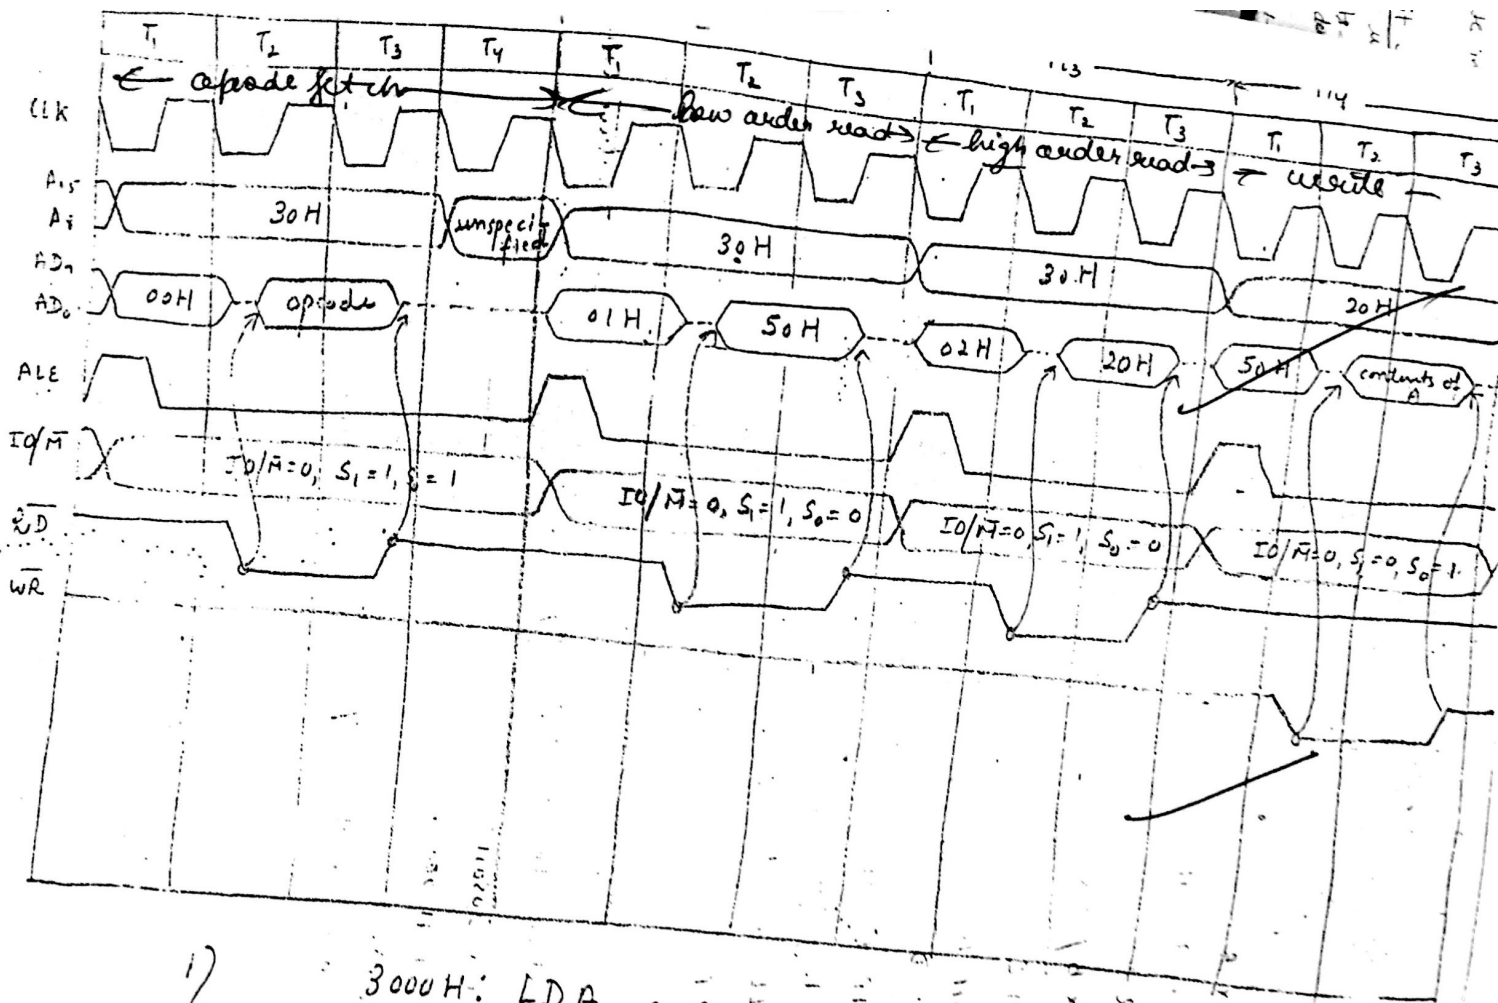 T₁ T₂ T₃ T₄ T₁ T₂ T₃ T₁ T₂ T₃ T₁ T₂ T₃
← opcode fetch → ← low order read → ← high order read → ← write –
CLK
A₁₅
A₈ 30H unspeci-
fied 30H 30H 20H
AD₇
AD₀ 00H opcode 01H 50H 02H 20H 50H contents of
A
ALE
IO/M̅ IO/M̅=0, S₁=1, S₀=1 IO/M̅=0, S₁=1, S₀=0 IO/M̅=0, S₁=1, S₀=0 IO/M̅=0, S₁=0, S₀=1
R̅D̅
W̅R̅
1) 3000H: LDA